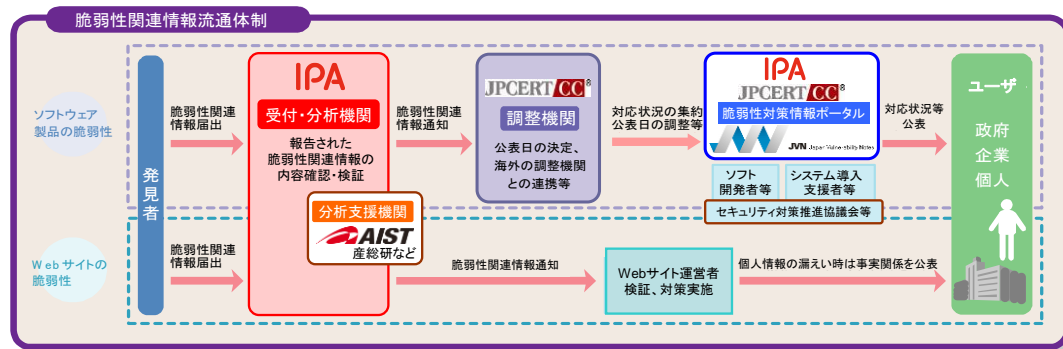 脆弱性関連情報流通体制
ソフトウェア
製品の脆弱性
発見者
脆弱性関連
情報届出
IPA
受付・分析機関
報告された
脆弱性関連情報の
内容確認・検証
分析支援機関
AIST
産総研など
脆弱性関連
情報通知
JPCERT CC®
調整機関
公表日の決定、
海外の調整機関
との連携等
対応状況の集約
公表日の調整等
IPA
JPCERT CC®
脆弱性対策情報ポータル
JVN Japan Vulnerability Notes
ソフト
開発者等
システム導入
支援者等
セキュリティ対策推進協議会等
対応状況等
公表
ユーザ
政府
企業
個人
Webサイトの
脆弱性
脆弱性関連
情報届出
脆弱性関連情報通知
Webサイト運営者
検証、対策実施
個人情報の漏えい時は事実関係を公表